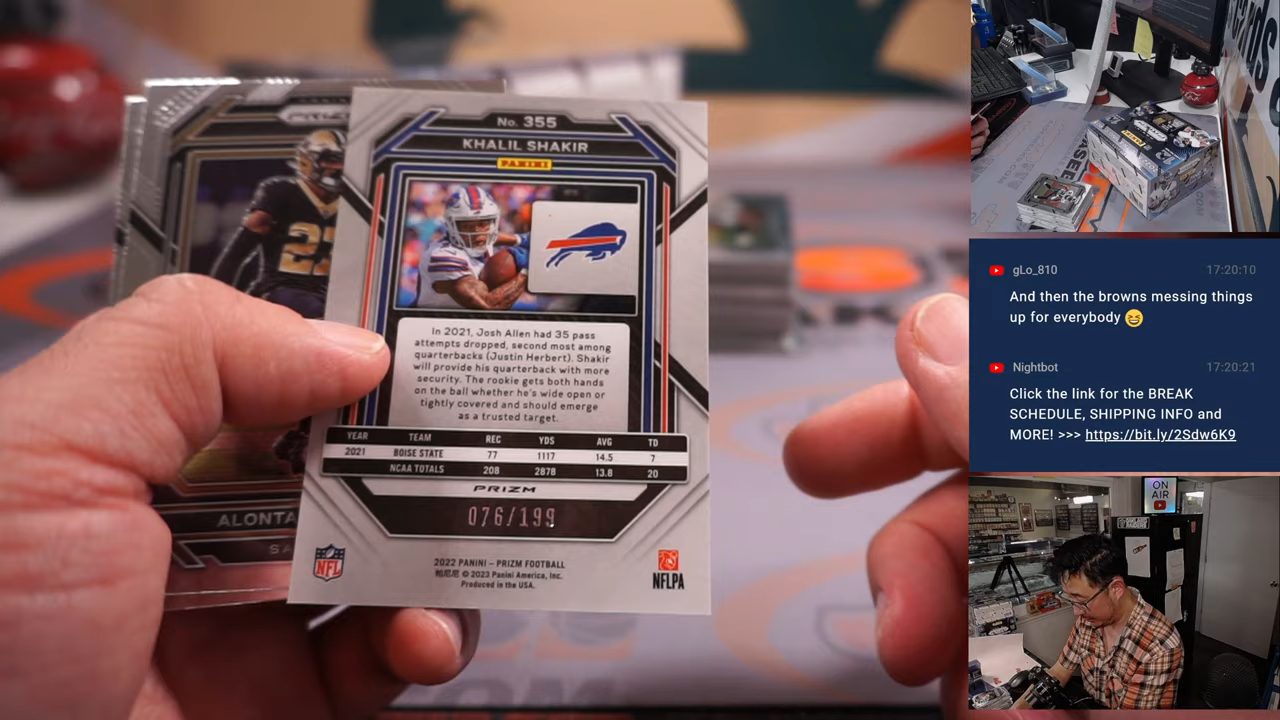 No. 355
KHALIL SHAKIR
PANINI
In 2021, Josh Allen had 35 pass
attempts dropped, second most among
quarterbacks (Justin Herbert). Shakir
will provide his quarterback with more
security. The rookie gets both hands
on the ball whether he's wide open or
tightly covered and should emerge
as a trusted target.
YEAR TEAM REC YDS AVG TD
2021 BOISE STATE 77 1117 14.5 7
NCAA TOTALS 208 2878 13.8 20
PRIZM
076/199
NFL
NFLPA
2022 PANINI – PRIZM FOOTBALL
帕尼尼 © 2023 Panini America, Inc.
Produced in the USA.
PRIZM
ALONTA
SA
gLo_810 17:20:10
And then the browns messing things
up for everybody 😆
Nightbot 17:20:21
Click the link for the BREAK
SCHEDULE, SHIPPING INFO and
MORE! >>> https://bit.ly/2Sdw6K9
ON
AIR